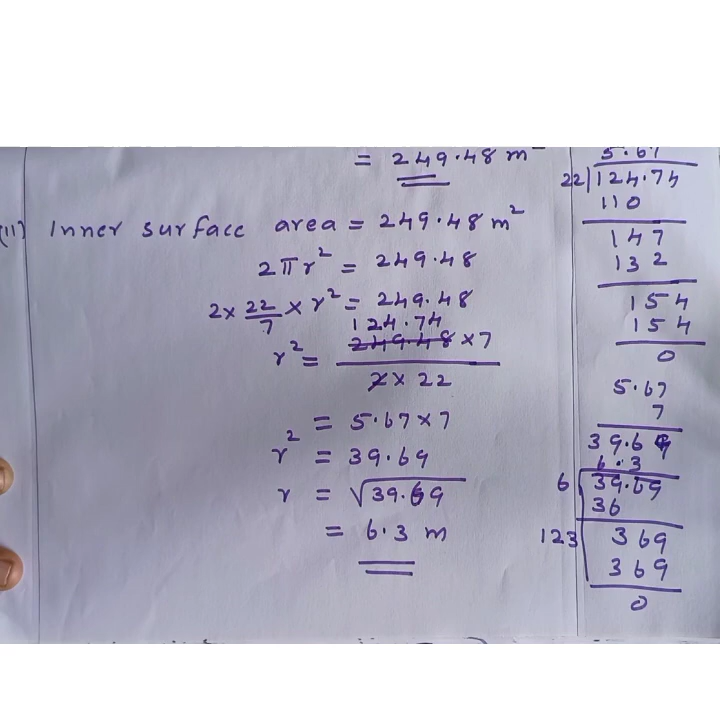 = 249.48 m
(ii) Inner surface area = 249.48 m²
2πr² = 249.48
2 × 22/7 × r² = 249.48
124.74
r² = 249.48 × 7
2 × 22
= 5.67 × 7
r² = 39.69
r = √39.69
= 6.3 m
5.67
22 124.74
110
147
132
154
154
0
5.67
7
39.69
6.3
6 39.69
36
123 369
369
0